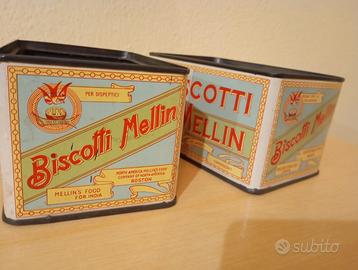 PER DISPEPTICI
Biscotti Mellin
NORTH AMERICA MELLIN'S FOOD
COMPANY OF NORTH AMERICA
BOSTON
MELLIN'S FOOD
FOR INDIA
SCOTTI
MELLIN
Biscotti Mellin
subito